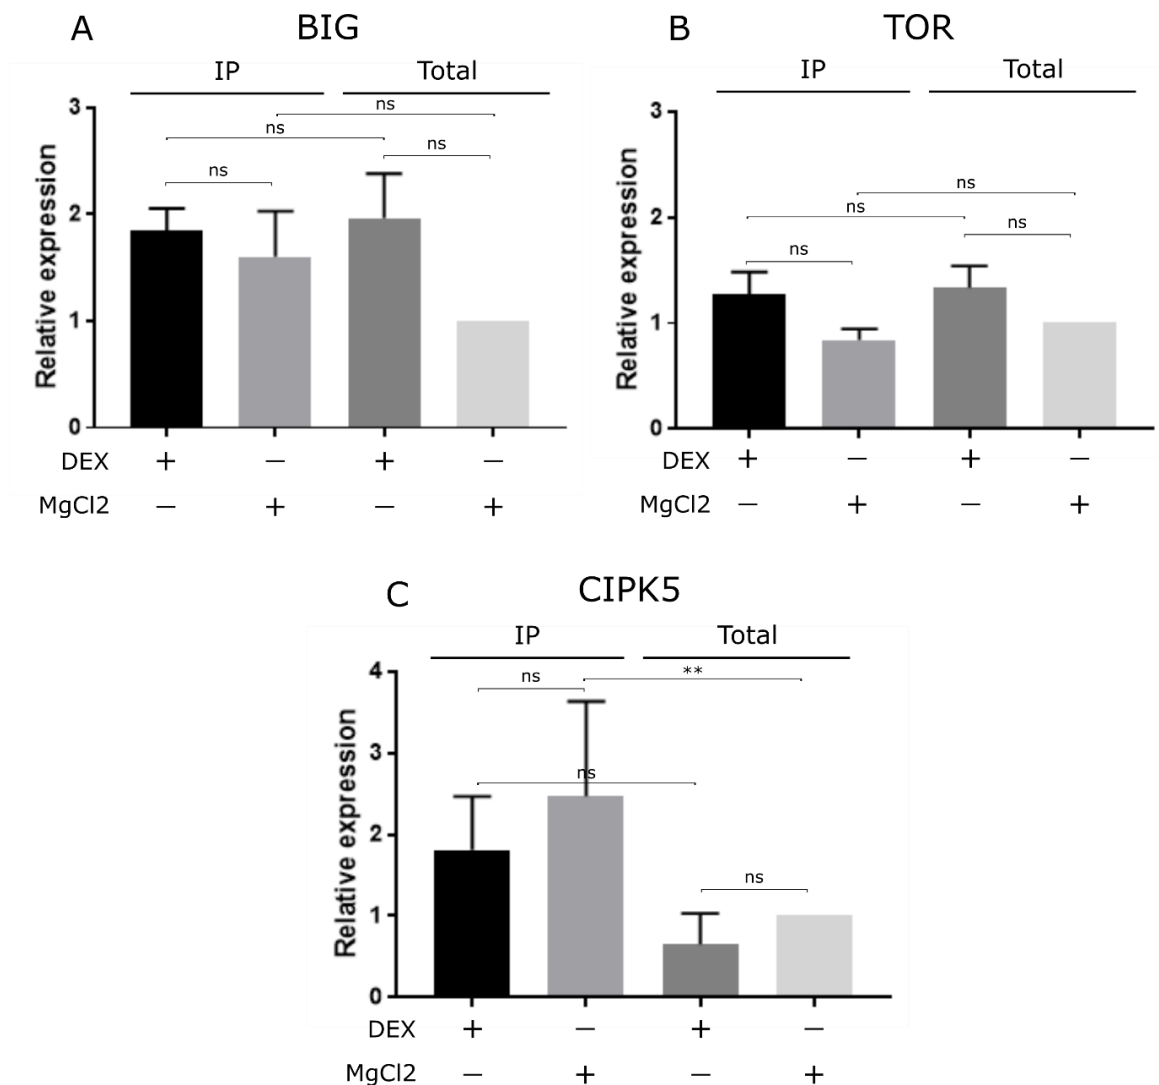 A BIG
IP Total
ns
ns
ns ns
3
2
1
0
Relative expression
DEX + − + −
MgCl2 − + − +
B TOR
IP Total
ns
ns
ns ns
3
2
1
0
Relative expression
DEX + − + −
MgCl2 − + − +
C CIPK5
IP Total
ns **
ns
ns
4
3
2
1
0
Relative expression
DEX + − + −
MgCl2 − + − +